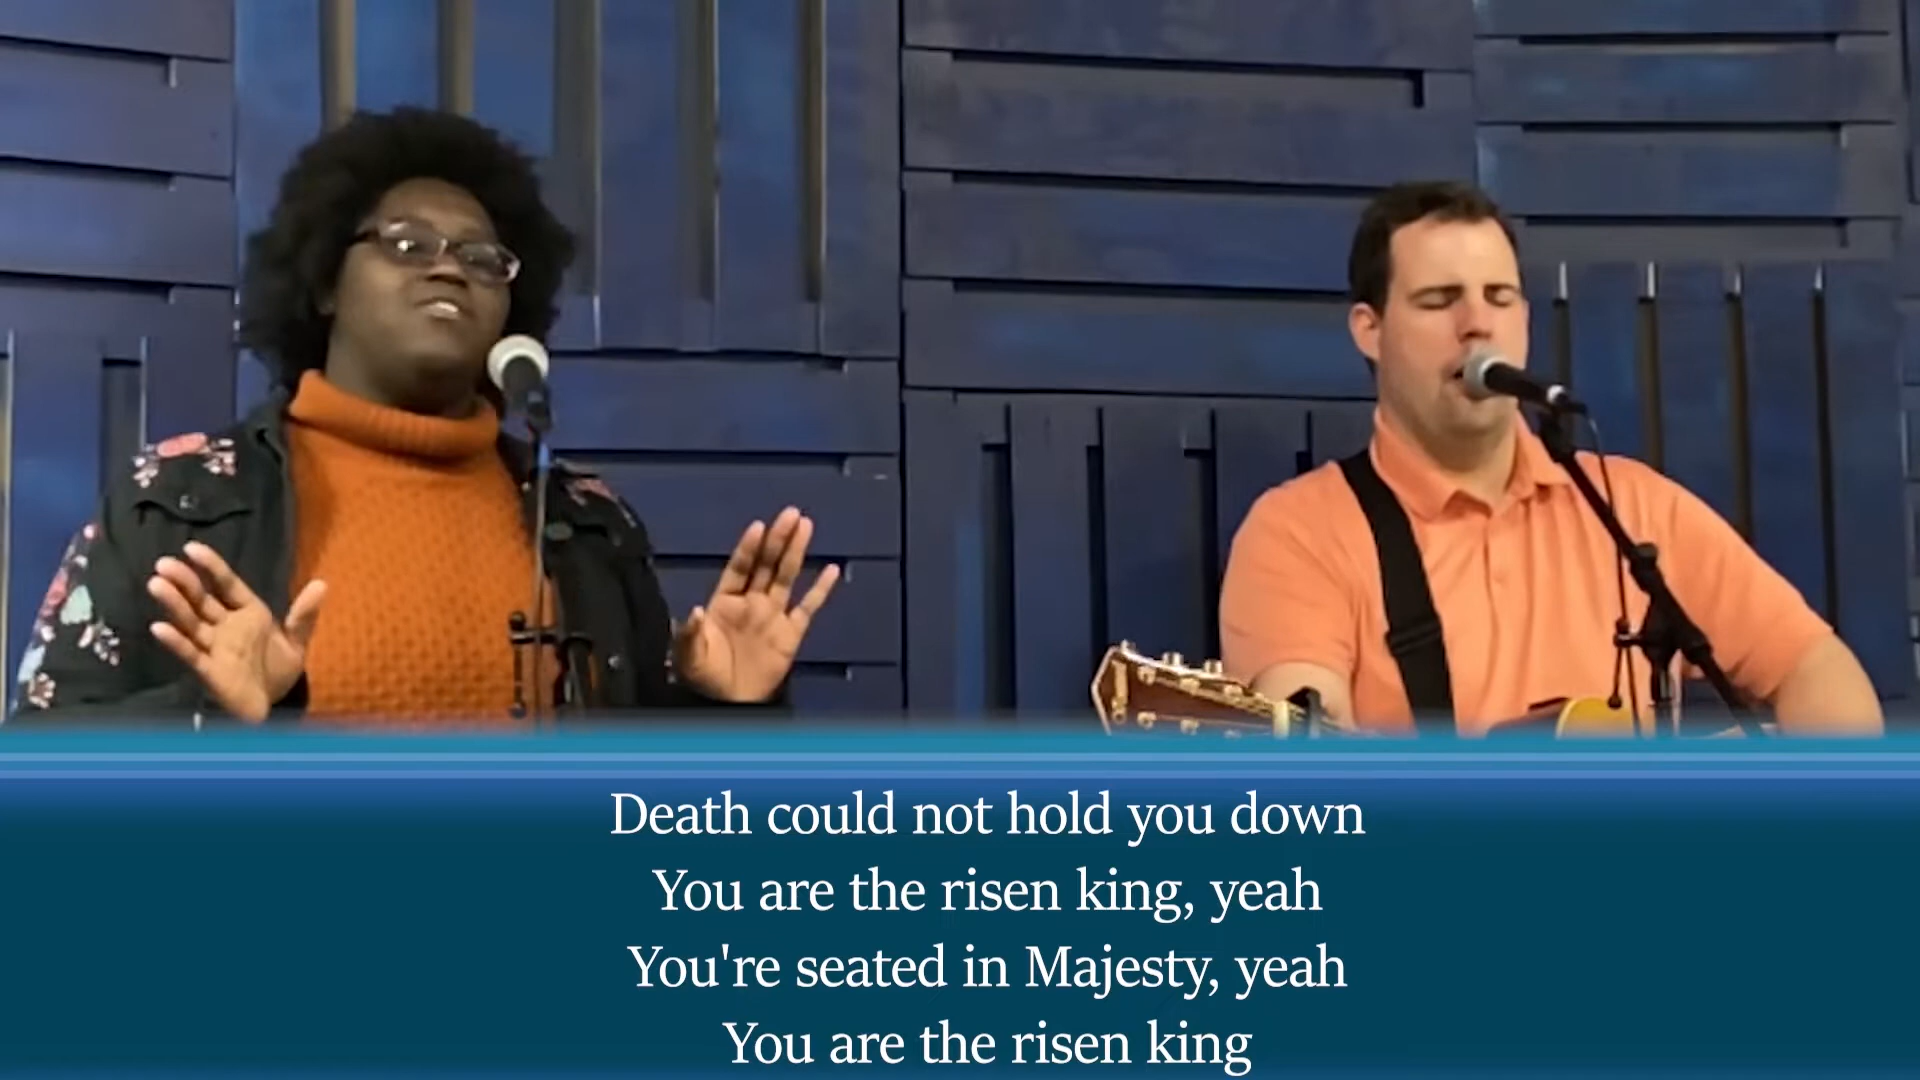 Death could not hold you down
You are the risen king, yeah
You're seated in Majesty, yeah
You are the risen king